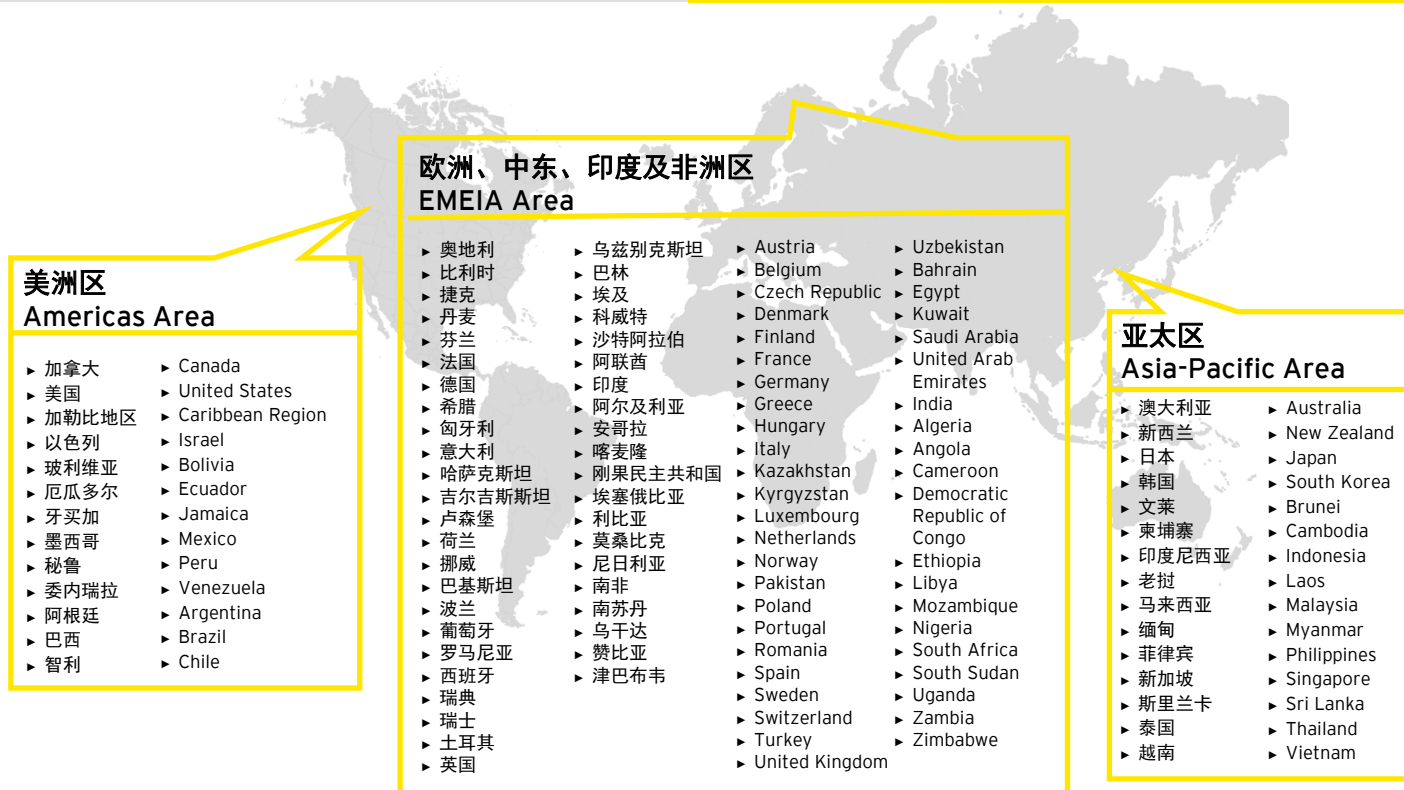 欧洲、中东、印度及非洲区
EMEIA Area
► 奥地利
► 比利时
► 捷克
► 丹麦
► 芬兰
► 法国
► 德国
► 希腊
► 匈牙利
► 意大利
► 哈萨克斯坦
► 吉尔吉斯斯坦
► 卢森堡
► 荷兰
► 挪威
► 巴基斯坦
► 波兰
► 葡萄牙
► 罗马尼亚
► 西班牙
► 瑞典
► 瑞士
► 土耳其
► 英国
► 乌兹别克斯坦
► 巴林
► 埃及
► 科威特
► 沙特阿拉伯
► 阿联酋
► 印度
► 阿尔及利亚
► 安哥拉
► 喀麦隆
► 刚果民主共和国
► 埃塞俄比亚
► 利比亚
► 莫桑比克
► 尼日利亚
► 南非
► 南苏丹
► 乌干达
► 赞比亚
► 津巴布韦
► Austria
► Belgium
► Czech Republic
► Denmark
► Finland
► France
► Germany
► Greece
► Hungary
► Italy
► Kazakhstan
► Kyrgyzstan
► Luxembourg
► Netherlands
► Norway
► Pakistan
► Poland
► Portugal
► Romania
► Spain
► Sweden
► Switzerland
► Turkey
► United Kingdom
► Uzbekistan
► Bahrain
► Egypt
► Kuwait
► Saudi Arabia
► United Arab
Emirates
► India
► Algeria
► Angola
► Cameroon
► Democratic
Republic of
Congo
► Ethiopia
► Libya
► Mozambique
► Nigeria
► South Africa
► South Sudan
► Uganda
► Zambia
► Zimbabwe
美洲区
Americas Area
► 加拿大
► 美国
► 加勒比地区
► 以色列
► 玻利维亚
► 厄瓜多尔
► 牙买加
► 墨西哥
► 秘鲁
► 委内瑞拉
► 阿根廷
► 巴西
► 智利
► Canada
► United States
► Caribbean Region
► Israel
► Bolivia
► Ecuador
► Jamaica
► Mexico
► Peru
► Venezuela
► Argentina
► Brazil
► Chile
亚太区
Asia-Pacific Area
► 澳大利亚
► 新西兰
► 日本
► 韩国
► 文莱
► 柬埔寨
► 印度尼西亚
► 老挝
► 马来西亚
► 缅甸
► 菲律宾
► 新加坡
► 斯里兰卡
► 泰国
► 越南
► Australia
► New Zealand
► Japan
► South Korea
► Brunei
► Cambodia
► Indonesia
► Laos
► Malaysia
► Myanmar
► Philippines
► Singapore
► Sri Lanka
► Thailand
► Vietnam